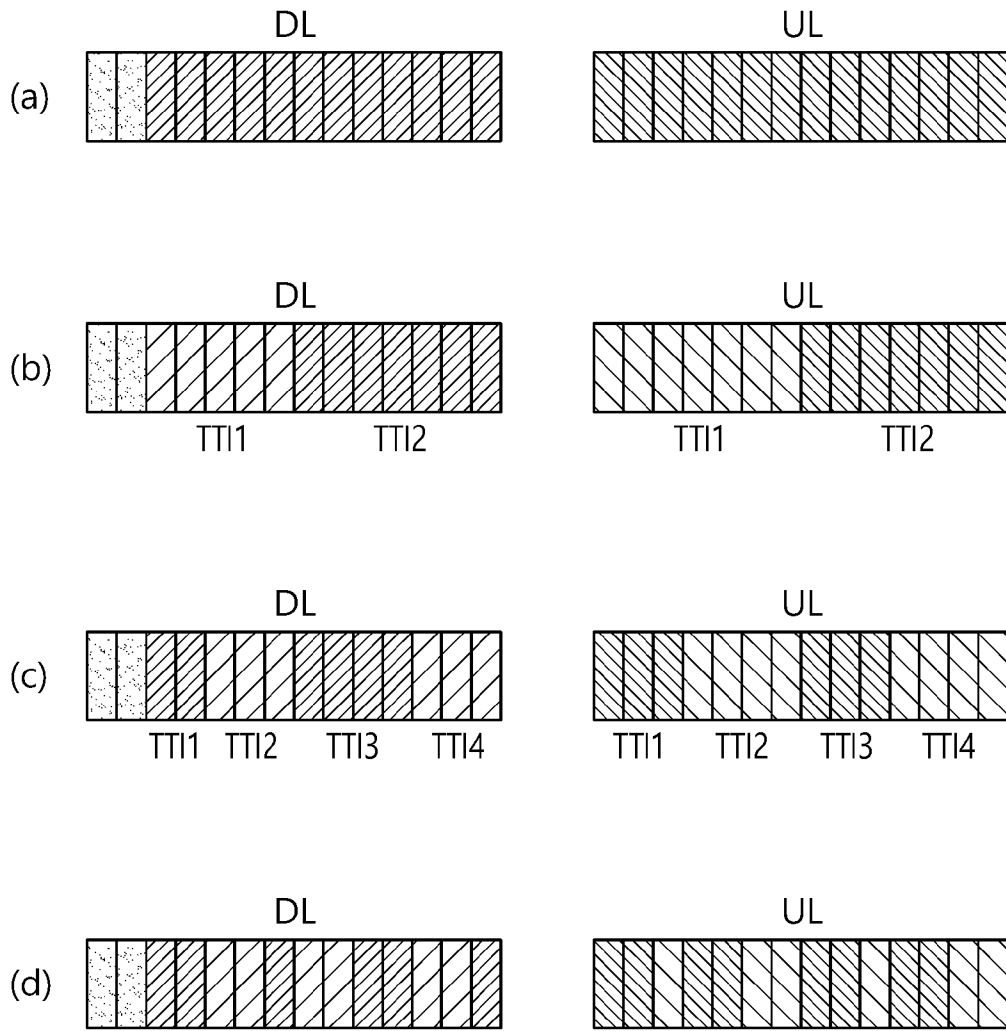 DL UL
(a)
DL UL
(b)
TTI1 TTI2 TTI1 TTI2
DL UL
(c)
TTI1 TTI2 TTI3 TTI4 TTI1 TTI2 TTI3 TTI4
DL UL
(d)